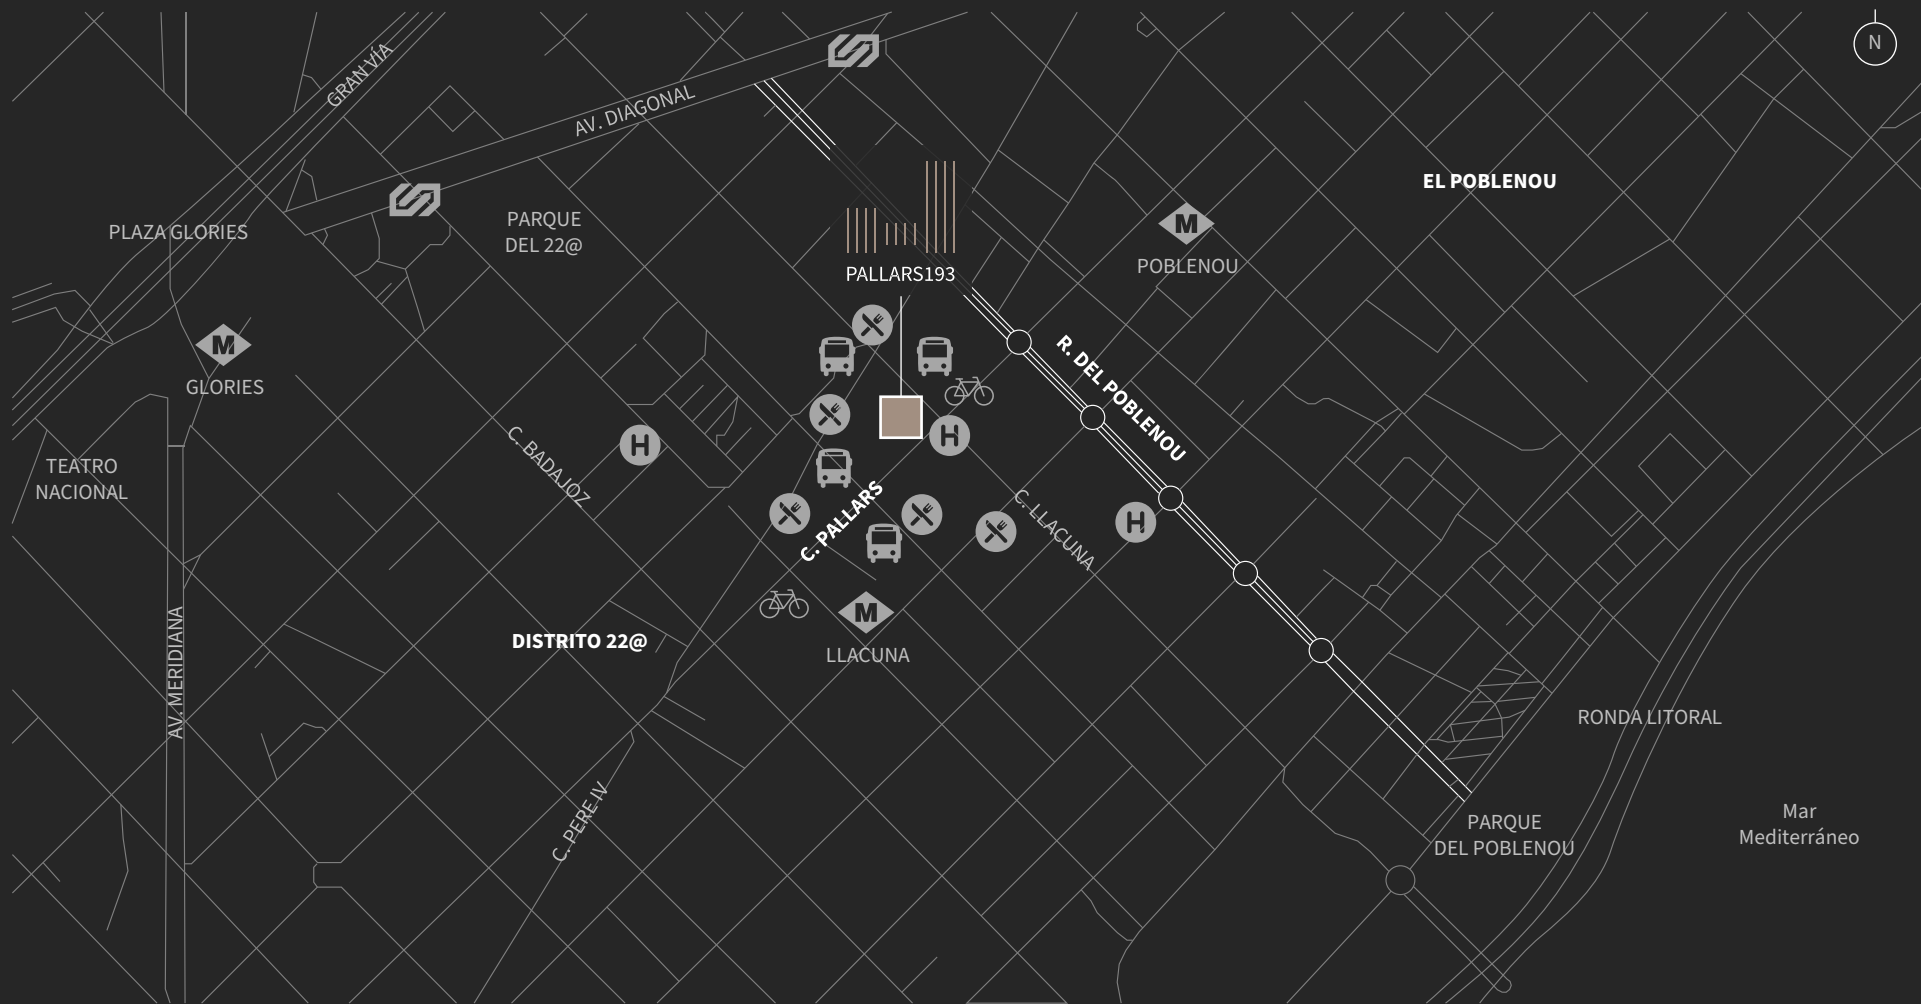 N
GRAN VÍA
AV. DIAGONAL
EL POBLENOU
PLAZA GLORIES
PARQUE
DEL 22@
M
POBLENOU
PALLARS193
M
GLORIES
R. DEL POBLENOU
TEATRO
NACIONAL
C. BADAJOZ
H
H
C. PALLARS
C. LLACUNA
H
M
LLACUNA
DISTRITO 22@
AV. MERIDIANA
C. PERE IV
RONDA LITORAL
PARQUE
DEL POBLENOU
Mar
Mediterráneo